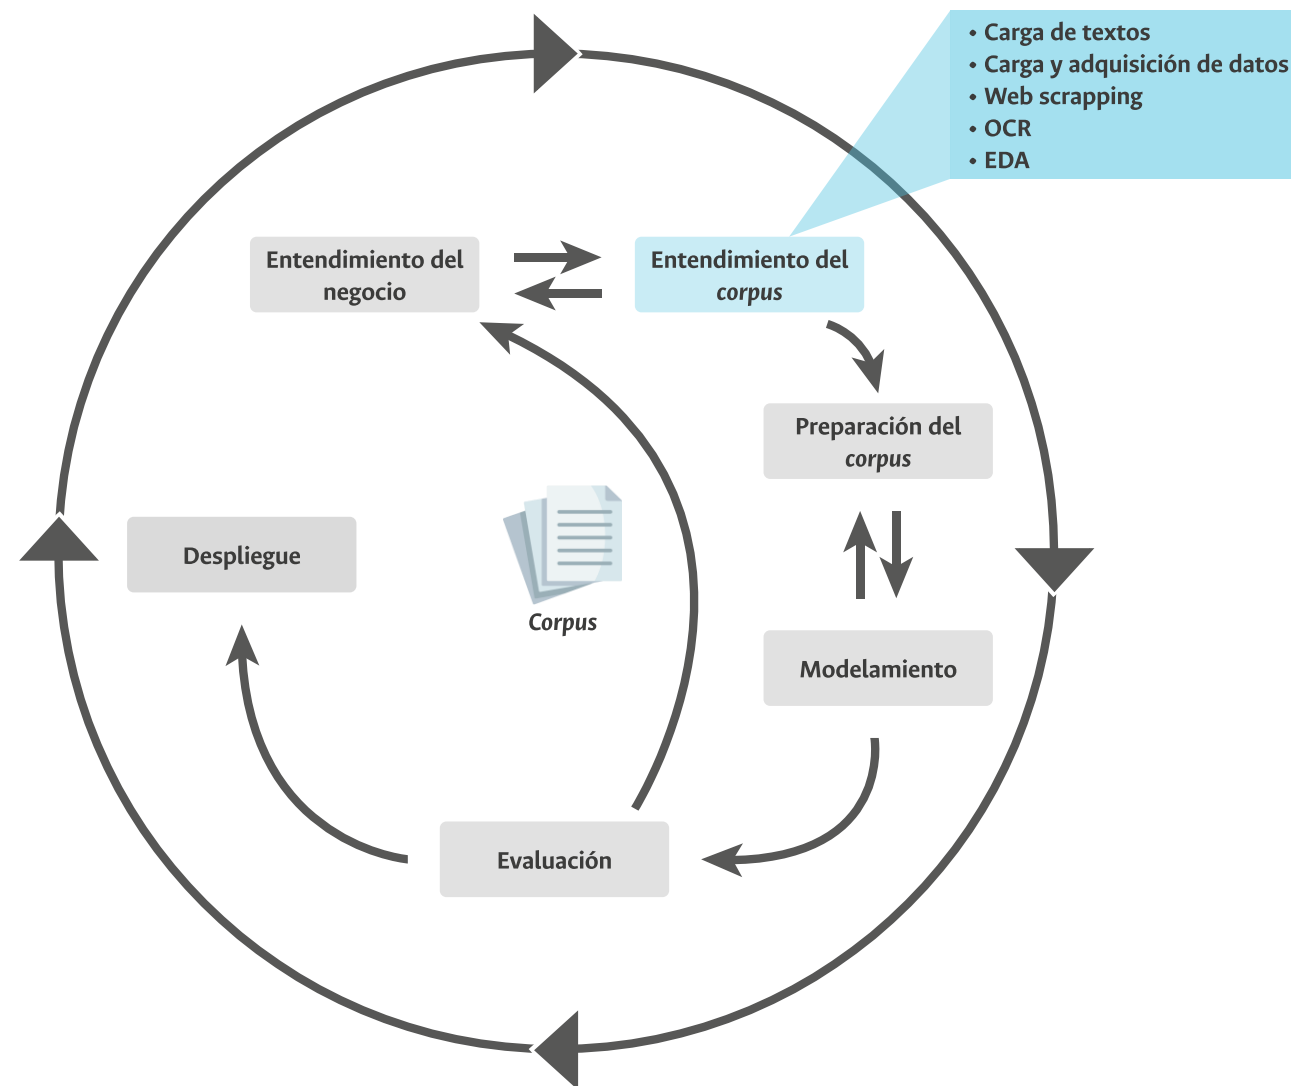 • Carga de textos
• Carga y adquisición de datos
• Web scrapping
• OCR
• EDA
Entendimiento del
negocio
Entendimiento del
corpus
Preparación del
corpus
Despliegue
Corpus
Modelamiento
Evaluación